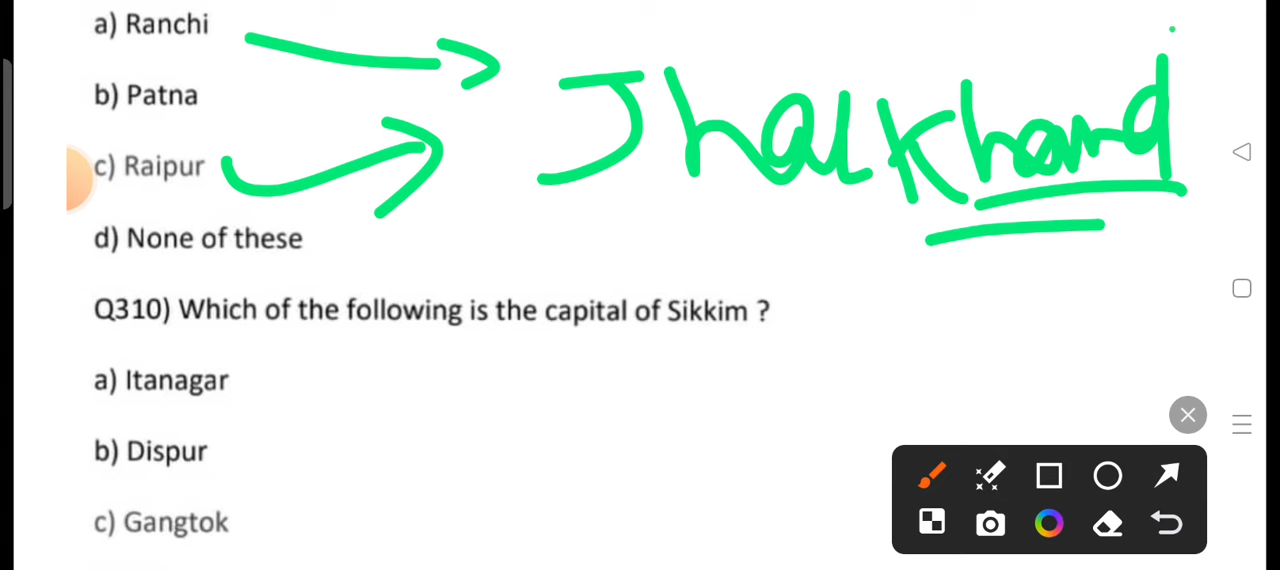 a) Ranchi
Jharkhand
b) Patna
c) Raipur
d) None of these
Q310) Which of the following is the capital of Sikkim ?
a) Itanagar
b) Dispur
c) Gangtok